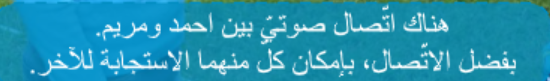 هناك اتّصال صوتيّ بين احمد ومريم.
بفضل الاتّصال، بإمكان كلّ منهما الاستجابة للآخر.